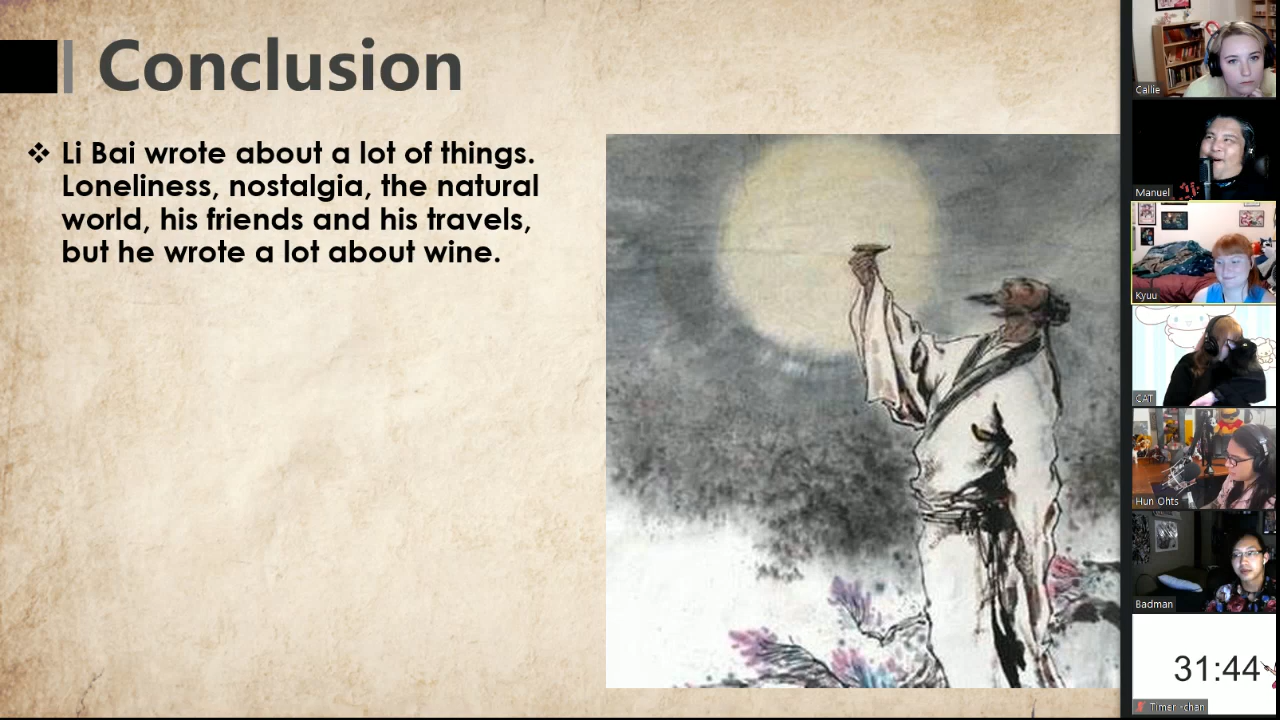 Conclusion
❖ Li Bai wrote about a lot of things.
Loneliness, nostalgia, the natural
world, his friends and his travels,
but he wrote a lot about wine.
Callie
Manuel
Kyuu
CAT
Hun Ohts
Badman
31:44
Timer -chan